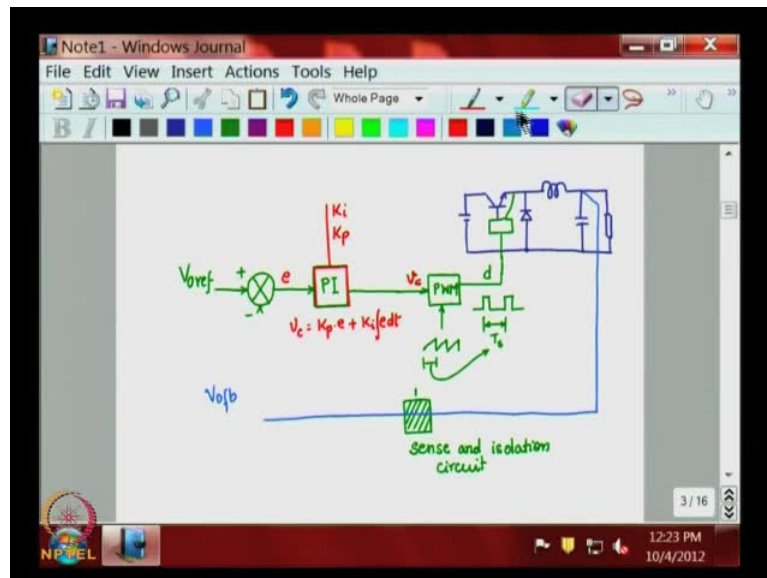 Note1 - Windows Journal
File Edit View Insert Actions Tools Help
Whole Page
B I
Ki
Kp
Voref
+
-
e
PI
Vc
PWM
d
Vc = Kp·e + Ki∫edt
Ts
Vofb
sense and isolation
circuit
3 / 16
NPTEL
12:23 PM
10/4/2012